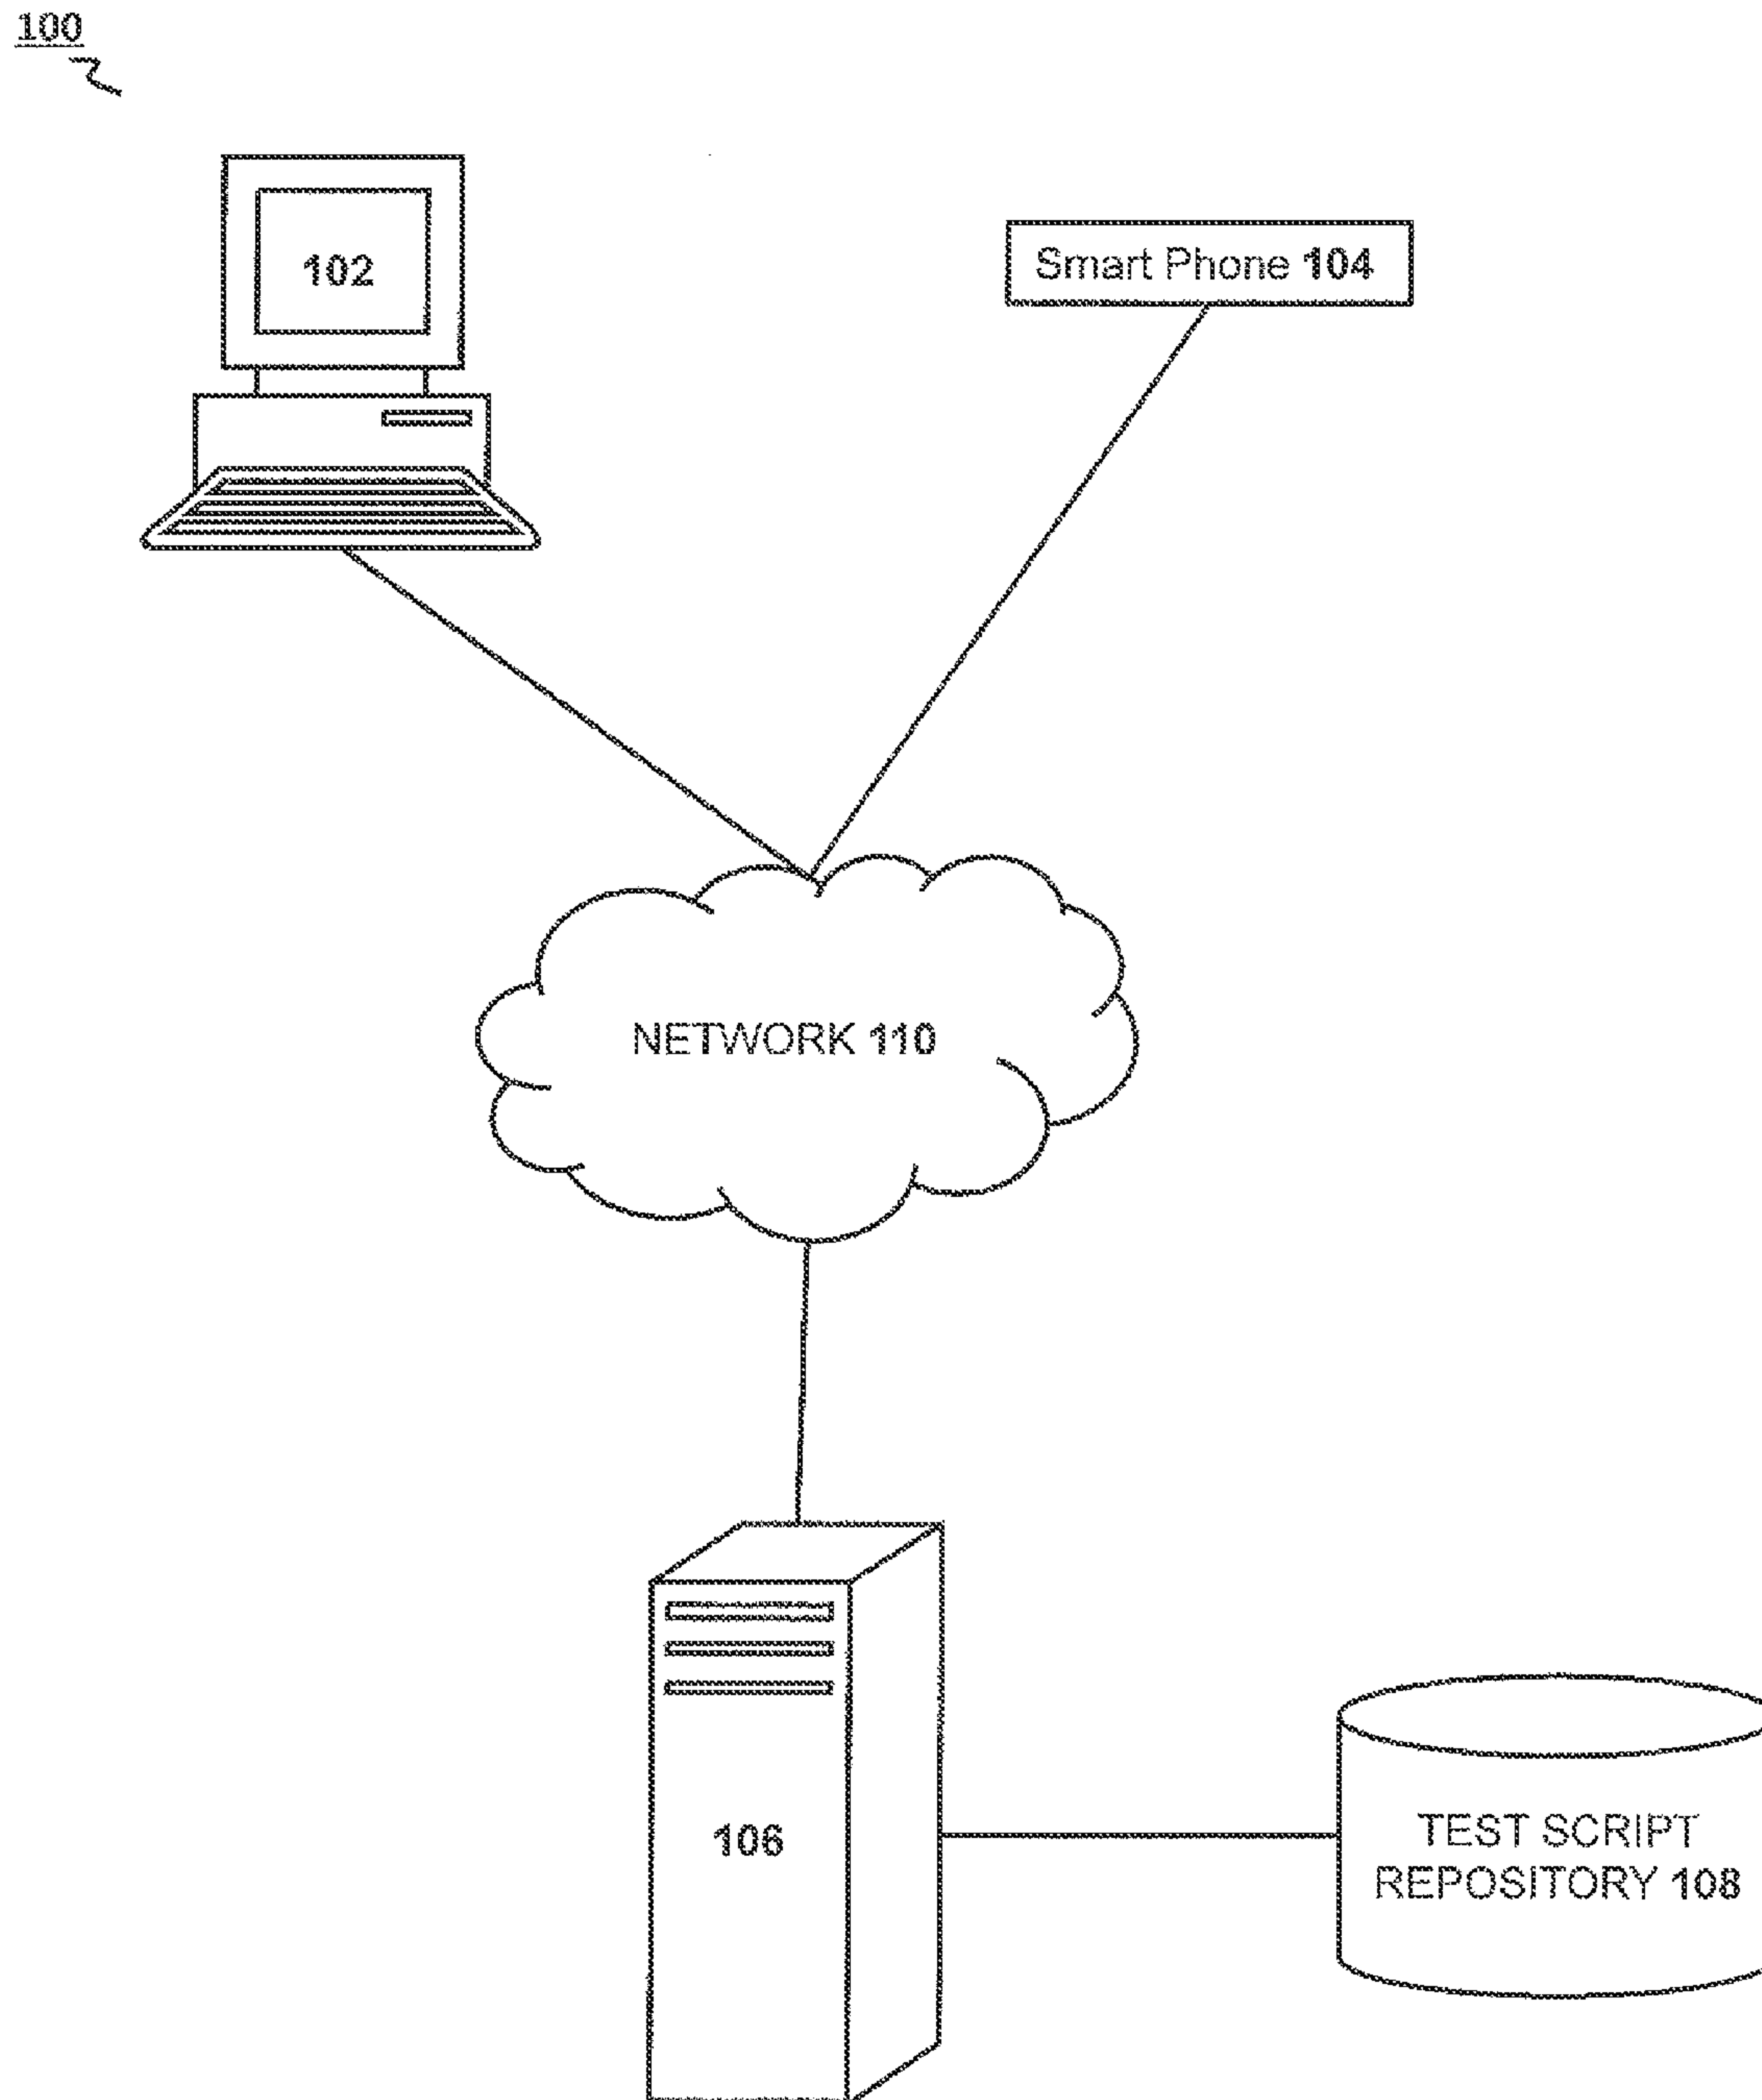 100
102
Smart Phone 104
NETWORK 110
106
TEST SCRIPT
REPOSITORY 108